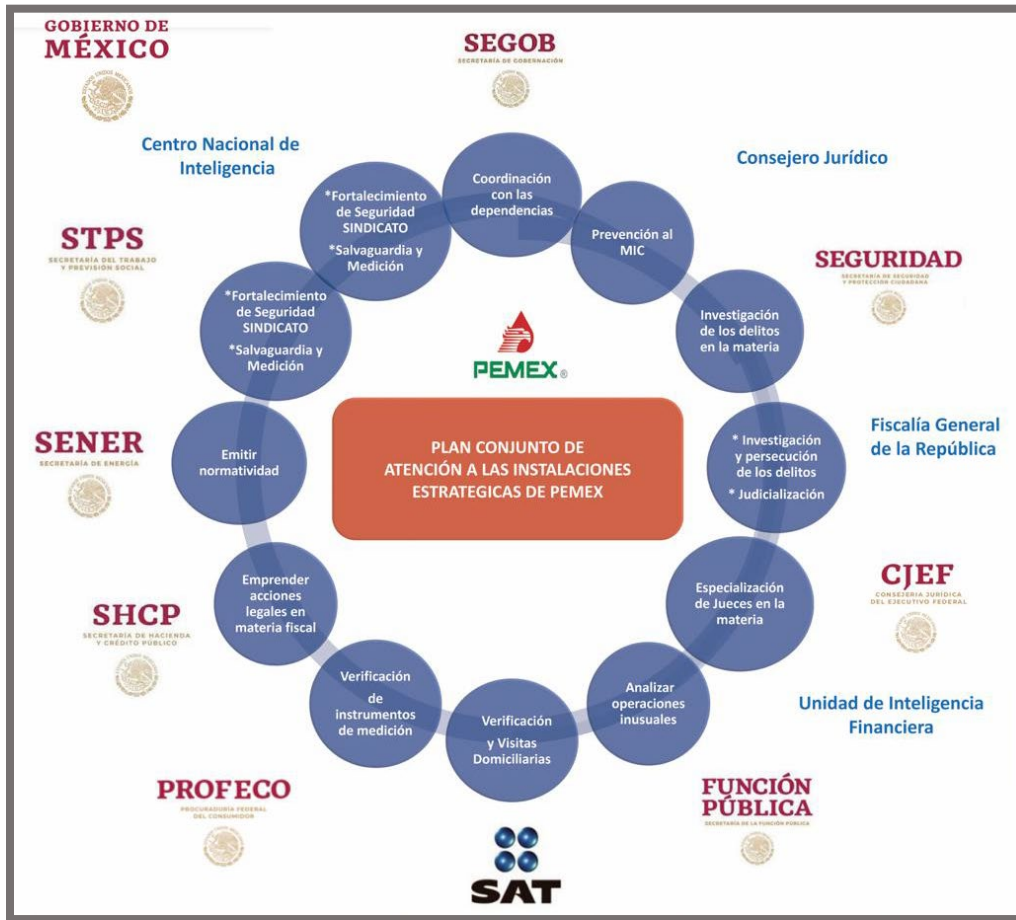 GOBIERNO DE
MÉXICO
SEGOB
SECRETARÍA DE GOBERNACIÓN
Centro Nacional de
Inteligencia
Consejero Jurídico
STPS
SECRETARÍA DEL TRABAJO
Y PREVISIÓN SOCIAL
SEGURIDAD
SECRETARÍA DE SEGURIDAD
Y PROTECCIÓN CIUDADANA
SENER
SECRETARÍA DE ENERGÍA
Fiscalía General
de la República
SHCP
SECRETARÍA DE HACIENDA
Y CRÉDITO PÚBLICO
CJEF
CONSEJERÍA JURÍDICA
DEL EJECUTIVO FEDERAL
Unidad de Inteligencia
Financiera
PROFECO
PROCURADURÍA FEDERAL
DEL CONSUMIDOR
FUNCIÓN
PÚBLICA
SECRETARÍA DE LA FUNCIÓN PÚBLICA
SAT
Coordinación
con las
dependencias
Prevención al
MIC
Investigación
de los delitos
en la materia
* Investigación
y persecución
de los delitos
* Judicialización
Especialización
de Jueces en la
materia
Analizar
operaciones
inusuales
Verificación
y Visitas
Domiciliarias
Verificación
de
instrumentos
de medición
Emprender
acciones
legales en
materia fiscal
Emitir
normatividad
*Fortalecimiento
de Seguridad
SINDICATO
*Salvaguardia y
Medición
*Fortalecimiento
de Seguridad
SINDICATO
*Salvaguardia y
Medición
PEMEX®
PLAN CONJUNTO DE
ATENCIÓN A LAS INSTALACIONES
ESTRATEGICAS DE PEMEX